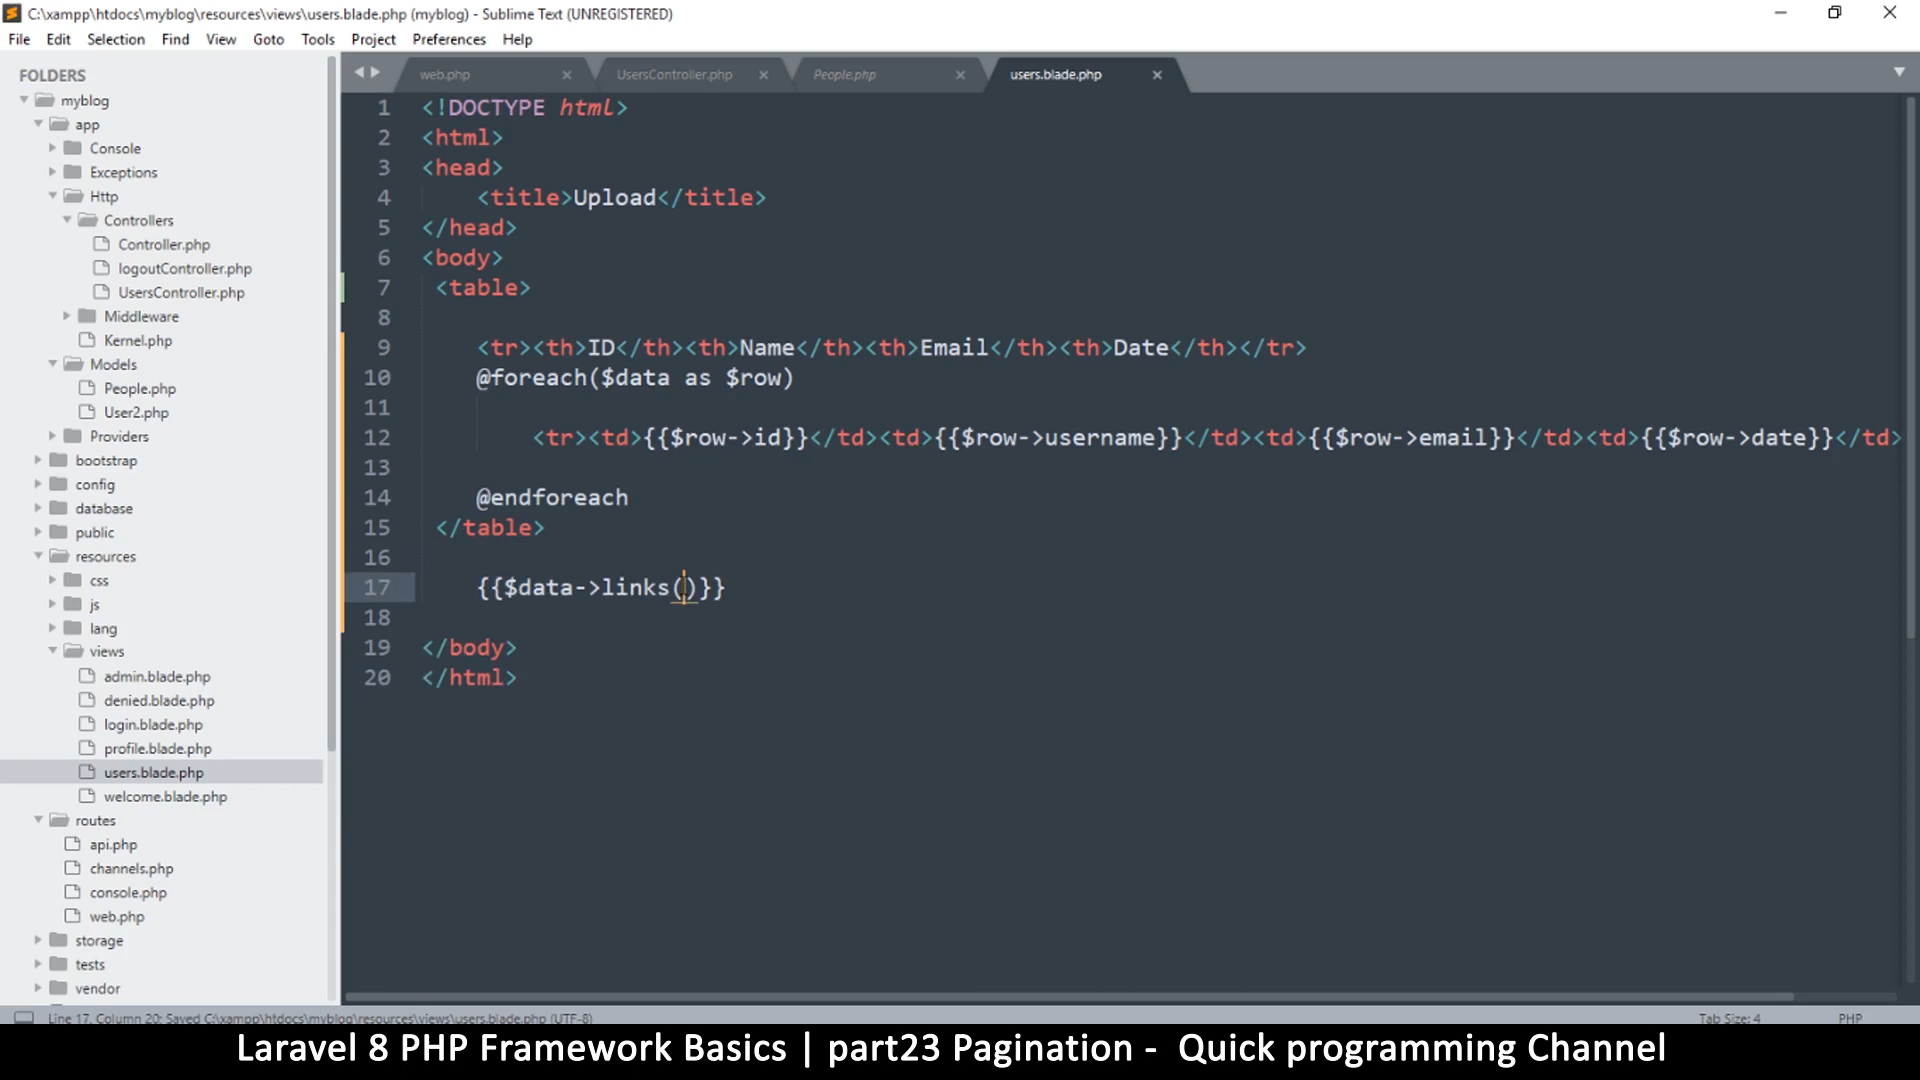 C:\xampp\htdocs\myblog\resources\views\users.blade.php (myblog) - Sublime Text (UNREGISTERED)
File Edit Selection Find View Goto Tools Project Preferences Help
FOLDERS
myblog
app
Console
Exceptions
Http
Controllers
Controller.php
logoutController.php
UsersController.php
Middleware
Kernel.php
Models
People.php
User2.php
Providers
bootstrap
config
database
public
resources
css
js
lang
views
admin.blade.php
denied.blade.php
login.blade.php
profile.blade.php
users.blade.php
welcome.blade.php
routes
api.php
channels.php
console.php
web.php
storage
tests
vendor
web.php UsersController.php People.php users.blade.php
1 <!DOCTYPE html>
2 <html>
3 <head>
4 <title>Upload</title>
5 </head>
6 <body>
7 <table>
8
9 <tr><th>ID</th><th>Name</th><th>Email</th><th>Date</th></tr>
10 @foreach($data as $row)
11
12 <tr><td>{{$row->id}}</td><td>{{$row->username}}</td><td>{{$row->email}}</td><td>{{$row->date}}</td>
13
14 @endforeach
15 </table>
16
17 {{$data->links()}}
18
19 </body>
20 </html>
Line 17, Column 20; Saved C:\xampp\htdocs\myblog\resources\views\users.blade.php (UTF-8) Tab Size: 4 PHP
Laravel 8 PHP Framework Basics | part23 Pagination - Quick programming Channel